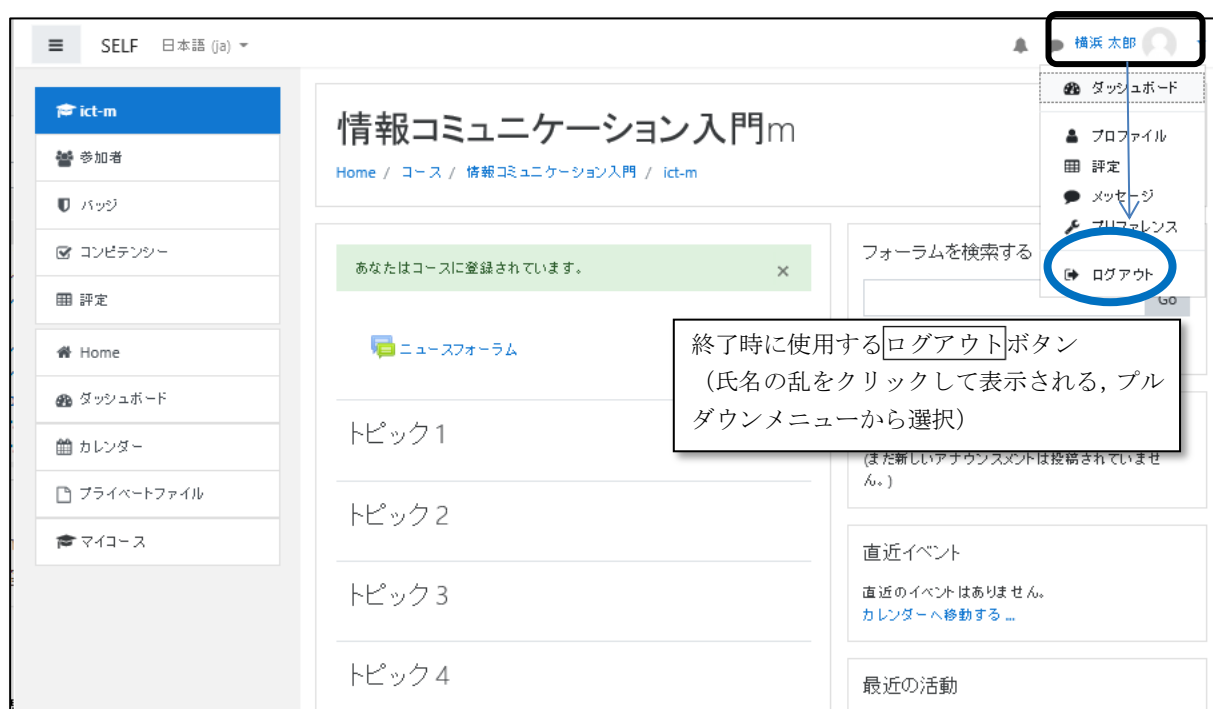 SELF 日本語 (ja)
横浜 太郎
ダッシュボード
プロファイル
評定
メッセージ
プリファレンス
ログアウト
ict-m
参加者
バッジ
コンピテンシー
評定
Home
ダッシュボード
カレンダー
プライベートファイル
マイコース
情報コミュニケーション入門m
Home / コース / 情報コミュニケーション入門 / ict-m
あなたはコースに登録されています。 ×
ニュースフォーラム
トピック 1
トピック 2
トピック 3
トピック 4
フォーラムを検索する
Go
終了時に使用するログアウトボタン
（氏名の乱をクリックして表示される, プル
ダウンメニューから選択）
(まだ新しいアナウンスメントは投稿されていませ
ん。)
直近イベント
直近のイベントはありません。
カレンダーへ移動する ...
最近の活動